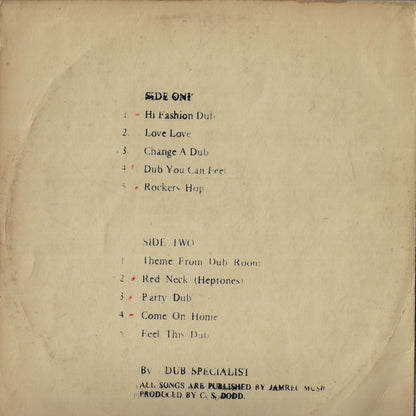 SIDE ONE
1. Hi Fashion Dub
2. Love Love
3. Change A Dub
4. Dub You Can Feel
5. Rockers Hop
SIDE TWO
1 Theme From Dub Room
2 Red Neck (Heptones)
3 Party Dub
4 Come On Home
5 Feel This Dub
By DUB SPECIALIST
(ALL SONGS ARE PUBLISHED BY JAMREC MUSIC
PRODUCED BY C. S. DODD.